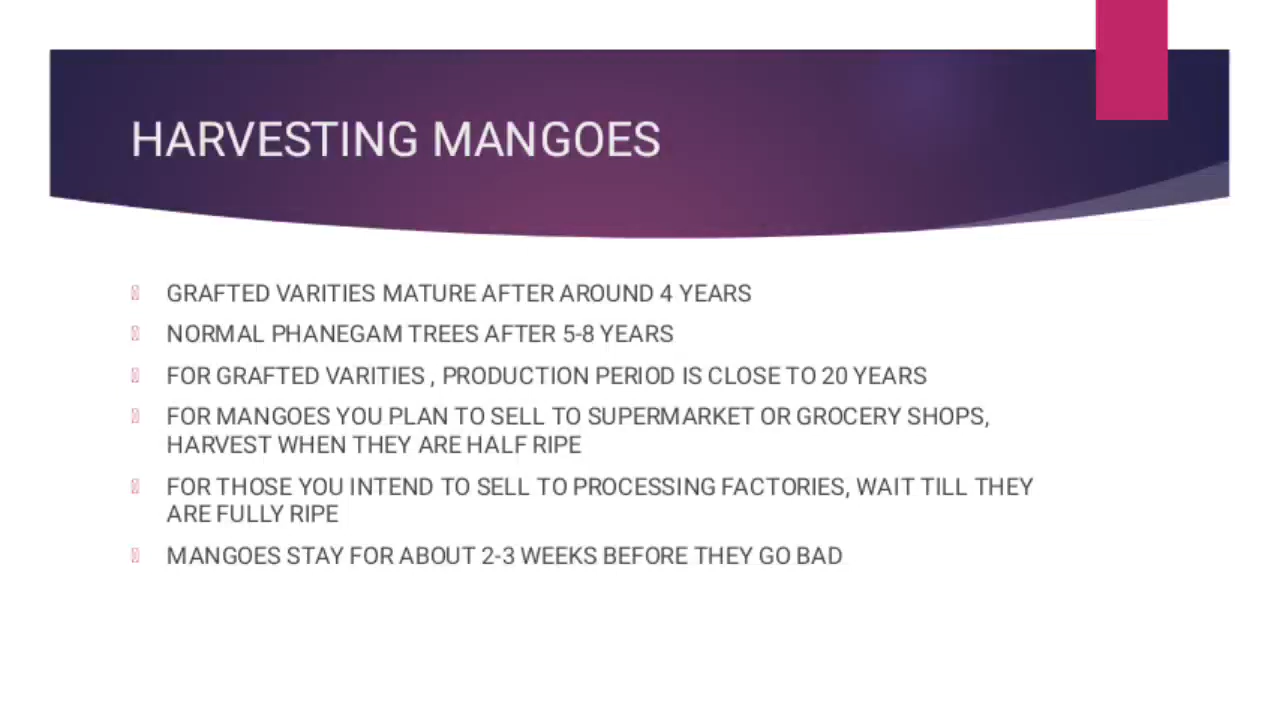 HARVESTING MANGOES
GRAFTED VARITIES MATURE AFTER AROUND 4 YEARS
NORMAL PHANEGAM TREES AFTER 5-8 YEARS
FOR GRAFTED VARITIES , PRODUCTION PERIOD IS CLOSE TO 20 YEARS
FOR MANGOES YOU PLAN TO SELL TO SUPERMARKET OR GROCERY SHOPS,
HARVEST WHEN THEY ARE HALF RIPE
FOR THOSE YOU INTEND TO SELL TO PROCESSING FACTORIES, WAIT TILL THEY
ARE FULLY RIPE
MANGOES STAY FOR ABOUT 2-3 WEEKS BEFORE THEY GO BAD